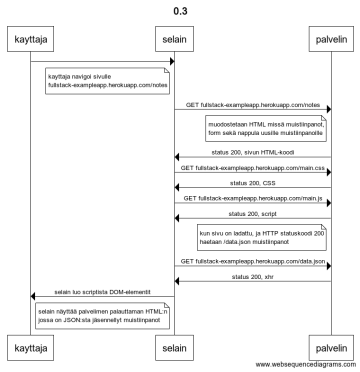 0.3
kayttaja
selain
palvelin
kayttaja navigoi sivulle
fullstack-exampleapp.herokuapp.com/notes
GET fullstack-exampleapp.herokuapp.com/notes
muodostetaan HTML missä muistiinpanot,
form sekä nappula uusille muistiinpanoille
status 200, sivun HTML-koodi
GET fullstack-exampleapp.herokuapp.com/main.css
status 200, CSS
GET fullstack-exampleapp.herokuapp.com/main.js
status 200, script
kun sivu on ladattu, ja HTTP statuskoodi 200
haetaan /data.json muistiinpanot
GET fullstack-exampleapp.herokuapp.com/data.json
status 200, xhr
selain luo scriptista DOM-elementit
selain näyttää palvelimen palauttaman HTML:n
jossa on JSON:sta jäsennellyt muistiinpanot
kayttaja
selain
palvelin
www.websequencediagrams.com